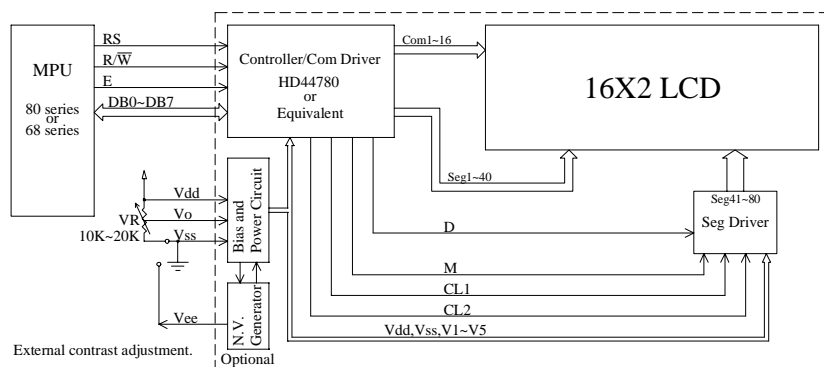 RS
R/W
E
DB0~DB7
MPU
80 series
or
68 series
Controller/Com Driver
HD44780
or
Equivalent
Com1~16
16X2 LCD
Seg1~40
Seg41~80
Seg Driver
Vdd
Vo
Vss
VR
10K~20K
Bias and
Power Circuit
D
M
CL1
CL2
Vdd,Vss,V1~V5
N.V.
Generator
Optional
Vee
External contrast adjustment.